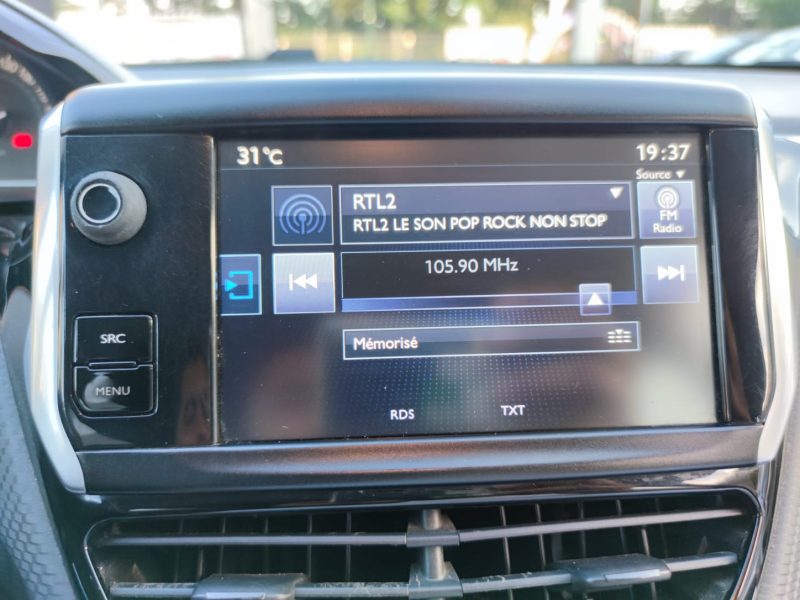 31°C
19:37
Source ▼
RTL2
RTL2 LE SON POP ROCK NON STOP
FM
Radio
105.90 MHz
SRC
Mémorisé
MENU
RDS
TXT